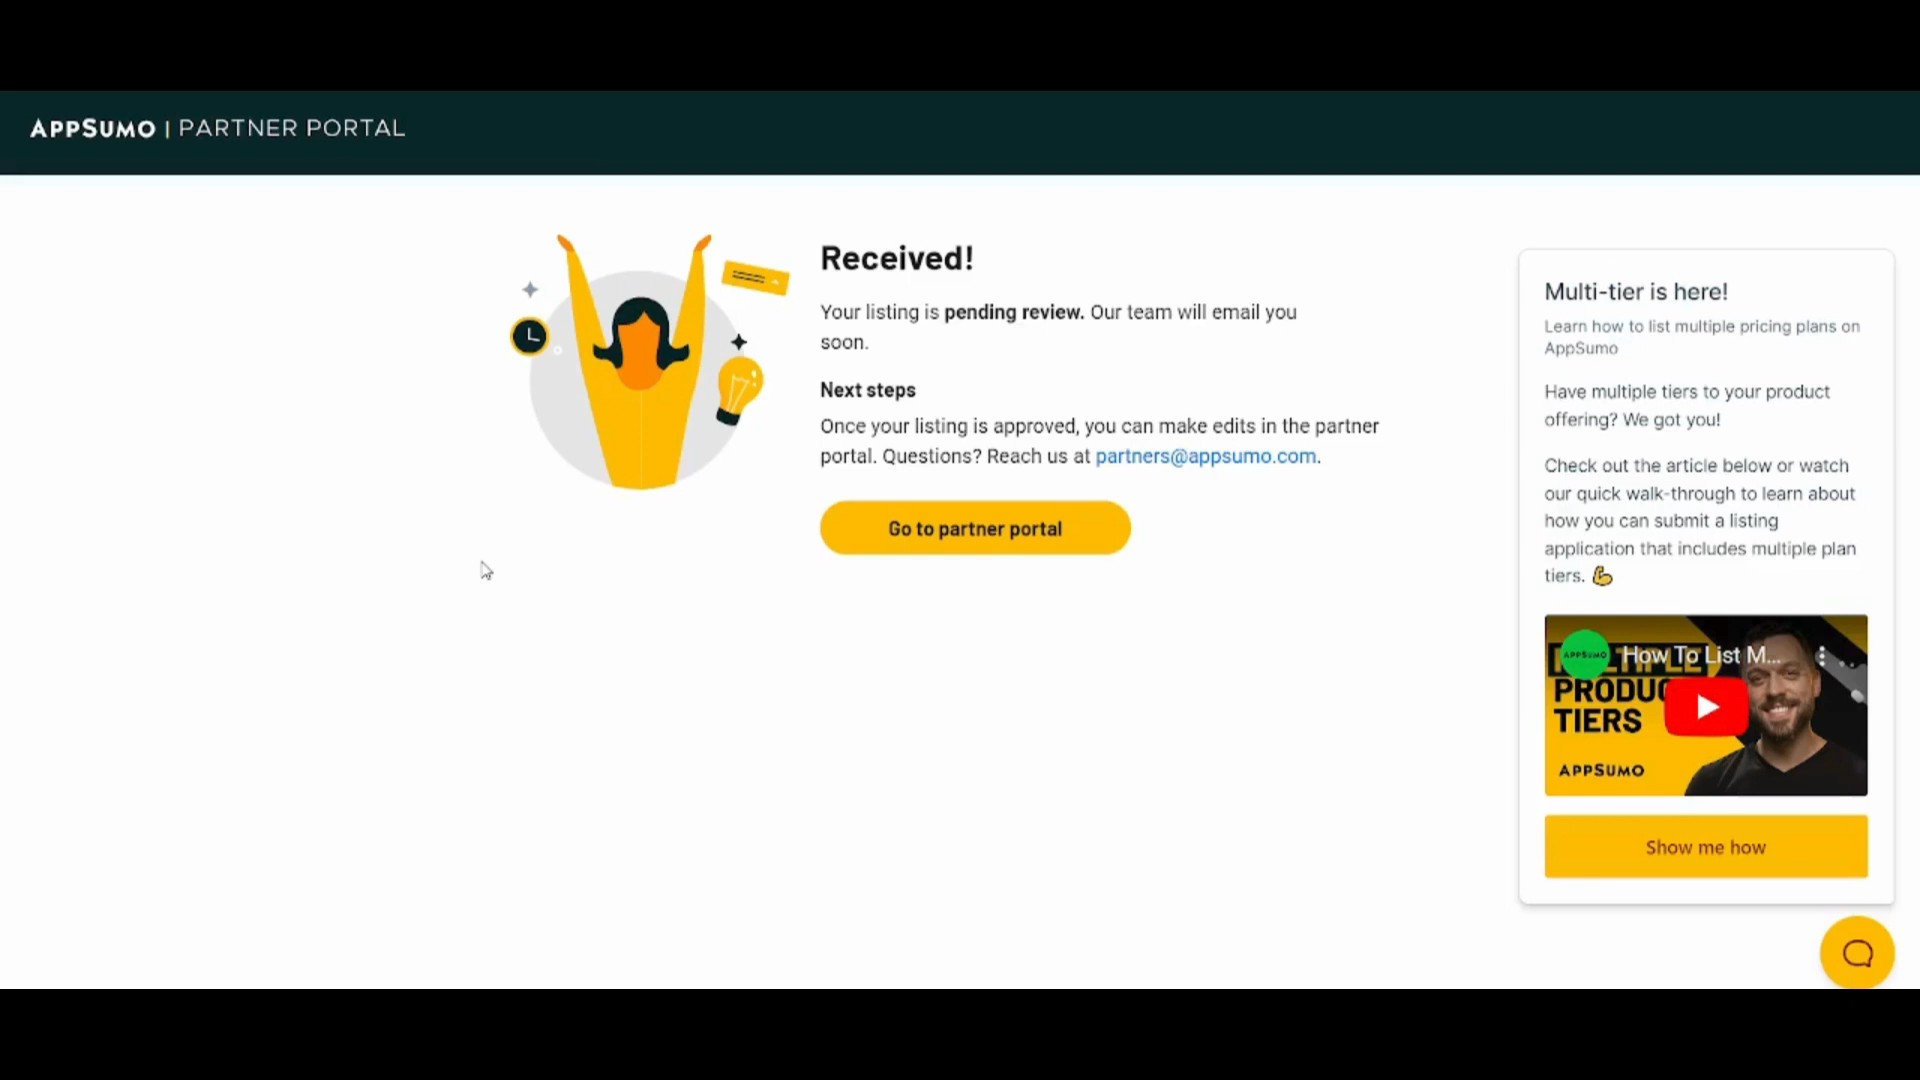 APPSUMO | PARTNER PORTAL
Received!
Your listing is pending review. Our team will email you
soon.
Next steps
Once your listing is approved, you can make edits in the partner
portal. Questions? Reach us at partners@appsumo.com.
Go to partner portal
Multi-tier is here!
Learn how to list multiple pricing plans on
AppSumo
Have multiple tiers to your product
offering? We got you!
Check out the article below or watch
our quick walk-through to learn about
how you can submit a listing
application that includes multiple plan
tiers. 💪
APPSUMO
How To List M...
TIERS
APPSUMO
Show me how